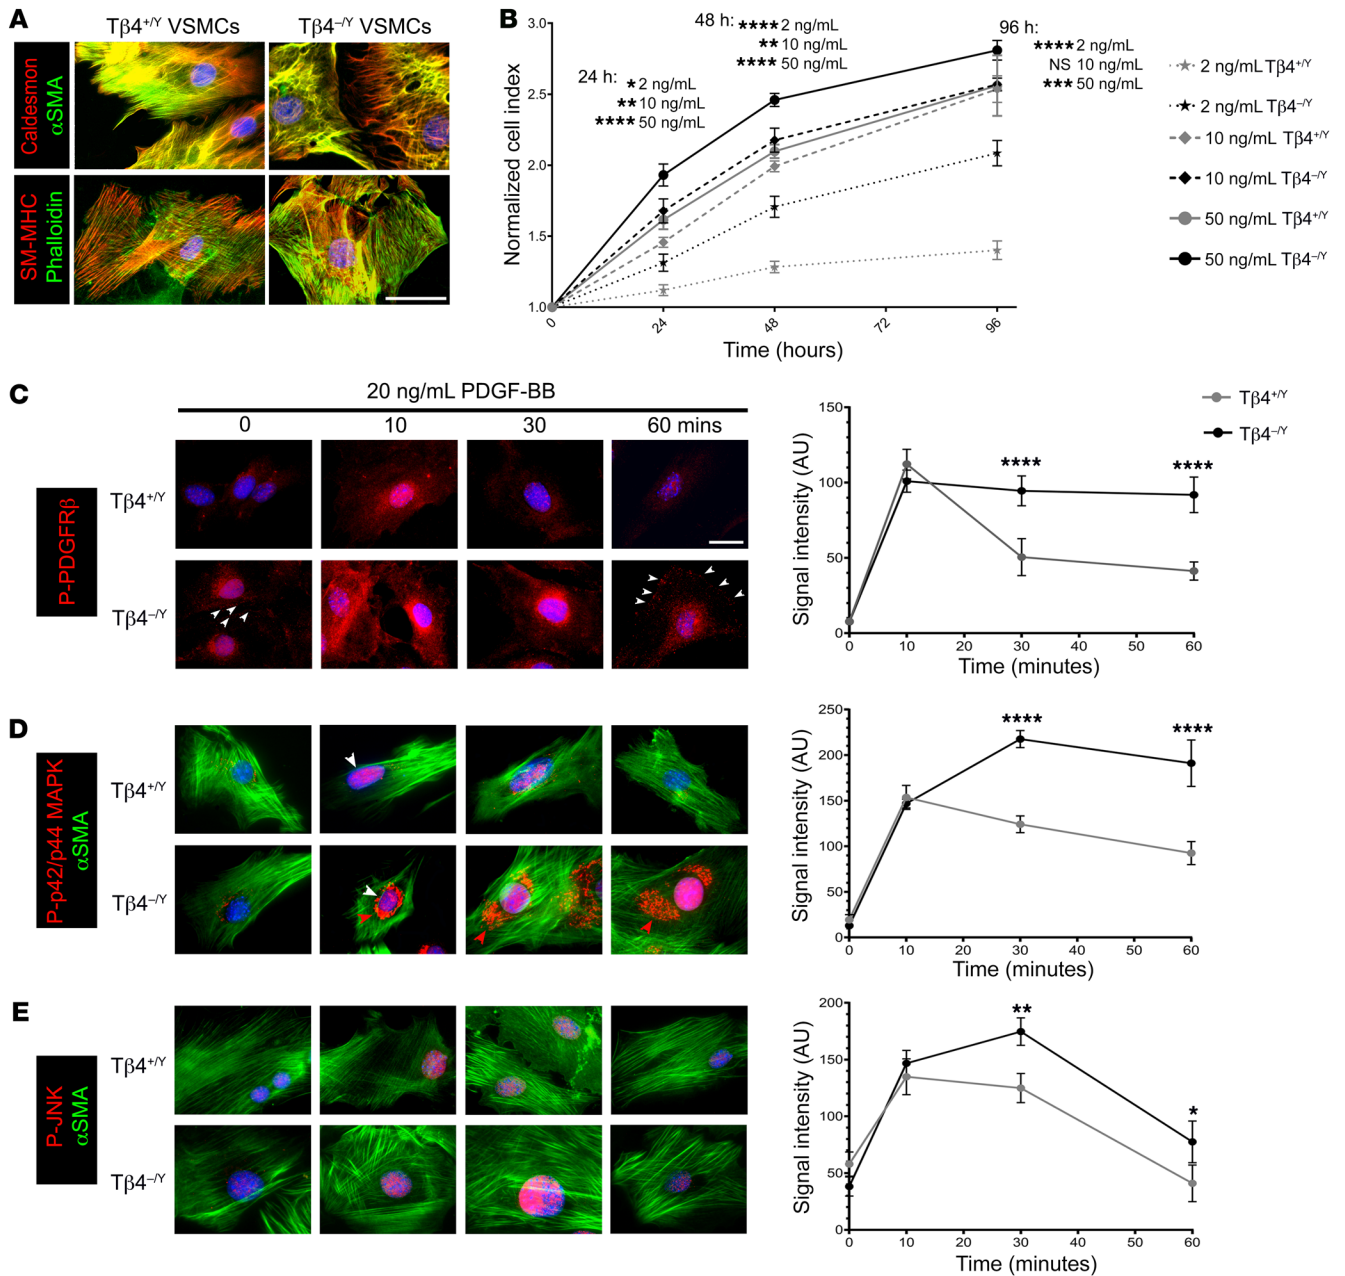 A
Tβ4+/Y VSMCs
Tβ4–/Y VSMCs
Caldesmon
αSMA
SM-MHC
Phalloidin
B
Normalized cell index
3.0
2.5
2.0
1.5
1.0
0
24
48
72
96
Time (hours)
24 h:
* 2 ng/mL
** 10 ng/mL
**** 50 ng/mL
48 h:
**** 2 ng/mL
** 10 ng/mL
**** 50 ng/mL
96 h:
**** 2 ng/mL
NS 10 ng/mL
*** 50 ng/mL
2 ng/mL Tβ4+/Y
2 ng/mL Tβ4–/Y
10 ng/mL Tβ4+/Y
10 ng/mL Tβ4–/Y
50 ng/mL Tβ4+/Y
50 ng/mL Tβ4–/Y
C
20 ng/mL PDGF-BB
0
10
30
60 mins
P-PDGFRβ
Tβ4+/Y
Tβ4–/Y
Signal intensity (AU)
150
100
50
0
0
10
20
30
40
50
60
Time (minutes)
****
****
Tβ4+/Y
Tβ4–/Y
D
P-p42/p44 MAPK
αSMA
Tβ4+/Y
Tβ4–/Y
Signal intensity (AU)
250
200
150
100
50
0
0
10
20
30
40
50
60
Time (minutes)
****
****
E
P-JNK
αSMA
Tβ4+/Y
Tβ4–/Y
Signal intensity (AU)
200
150
100
50
0
0
10
20
30
40
50
60
Time (minutes)
**
*